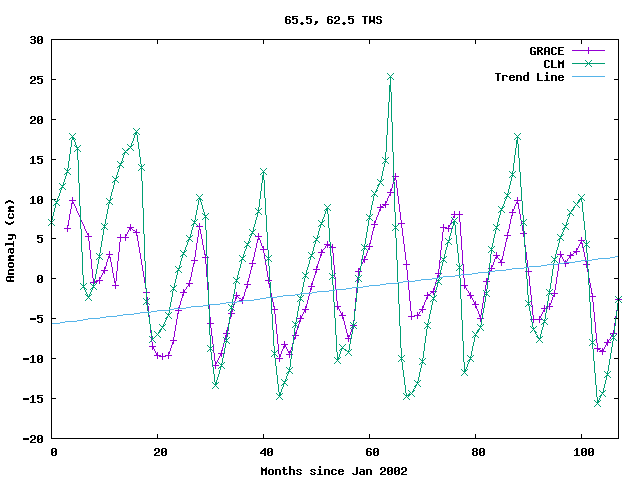 65.5, 62.5 TWS
GRACE
CLM
Trend Line
Anomaly (cm)
30
25
20
15
10
5
0
-5
-10
-15
-20
0 20 40 60 80 100
Months since Jan 2002